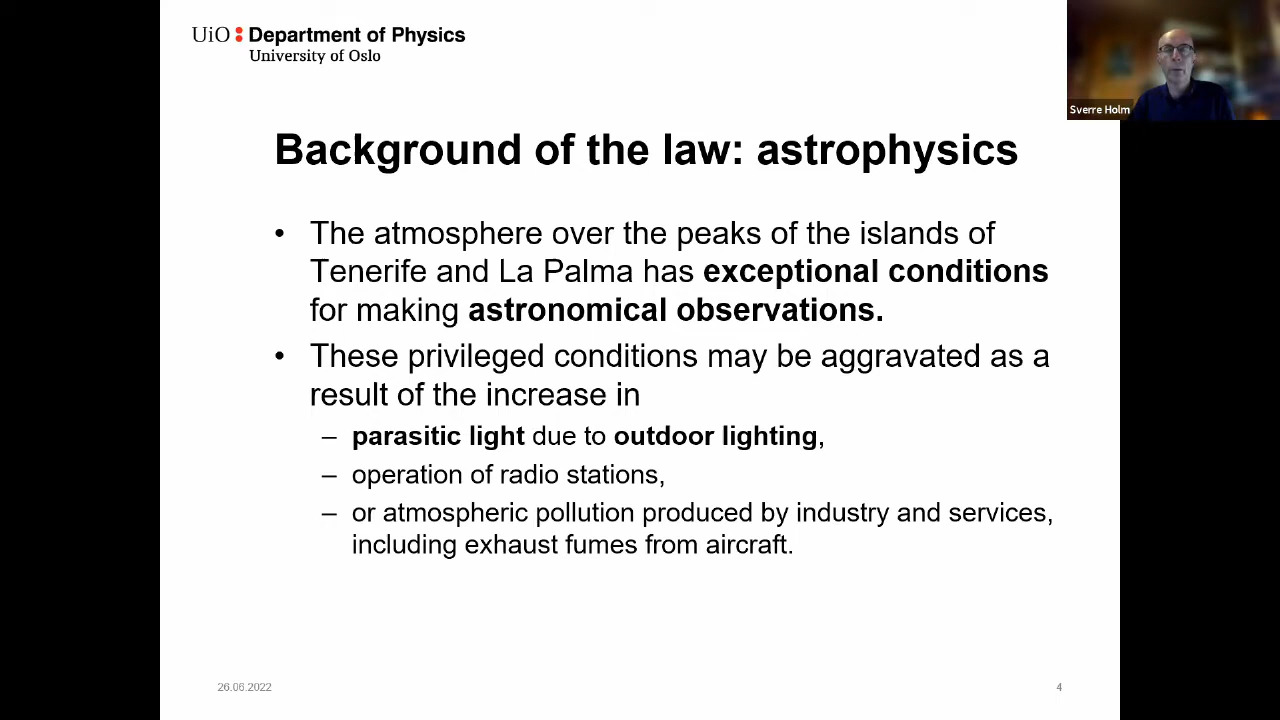 UiO : Department of Physics
University of Oslo
Sverre Holm
Background of the law: astrophysics
• The atmosphere over the peaks of the islands of
Tenerife and La Palma has exceptional conditions
for making astronomical observations.
• These privileged conditions may be aggravated as a
result of the increase in
– parasitic light due to outdoor lighting,
– operation of radio stations,
– or atmospheric pollution produced by industry and services,
including exhaust fumes from aircraft.
26.06.2022
4